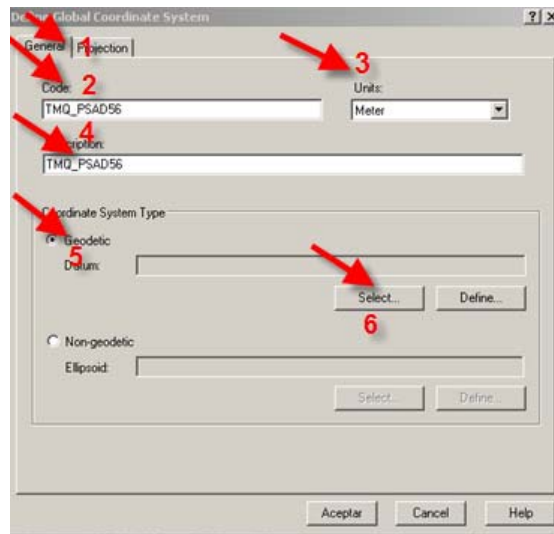 Define Global Coordinate System
General Projection 1
Code: 2
Units: 3
TMQ_PSAD56
Meter
4
TMQ_PSAD56
Coordinate System Type
Geodetic
5
Datum:
Select... Define...
6
Non-geodetic
Ellipsoid:
Select... Define...
Aceptar Cancel Help